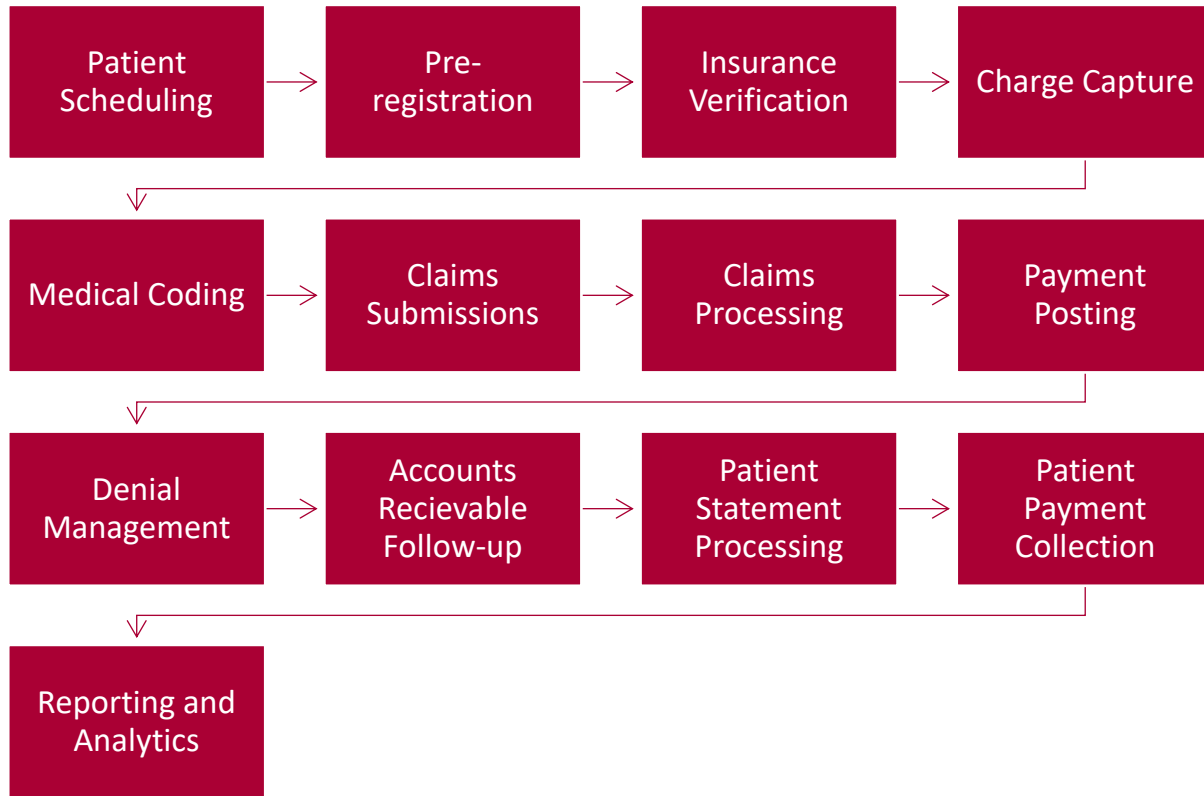 Patient
Scheduling
Pre-
registration
Insurance
Verification
Charge Capture
Medical Coding
Claims
Submissions
Claims
Processing
Payment
Posting
Denial
Management
Accounts
Recievable
Follow-up
Patient
Statement
Processing
Patient
Payment
Collection
Reporting and
Analytics